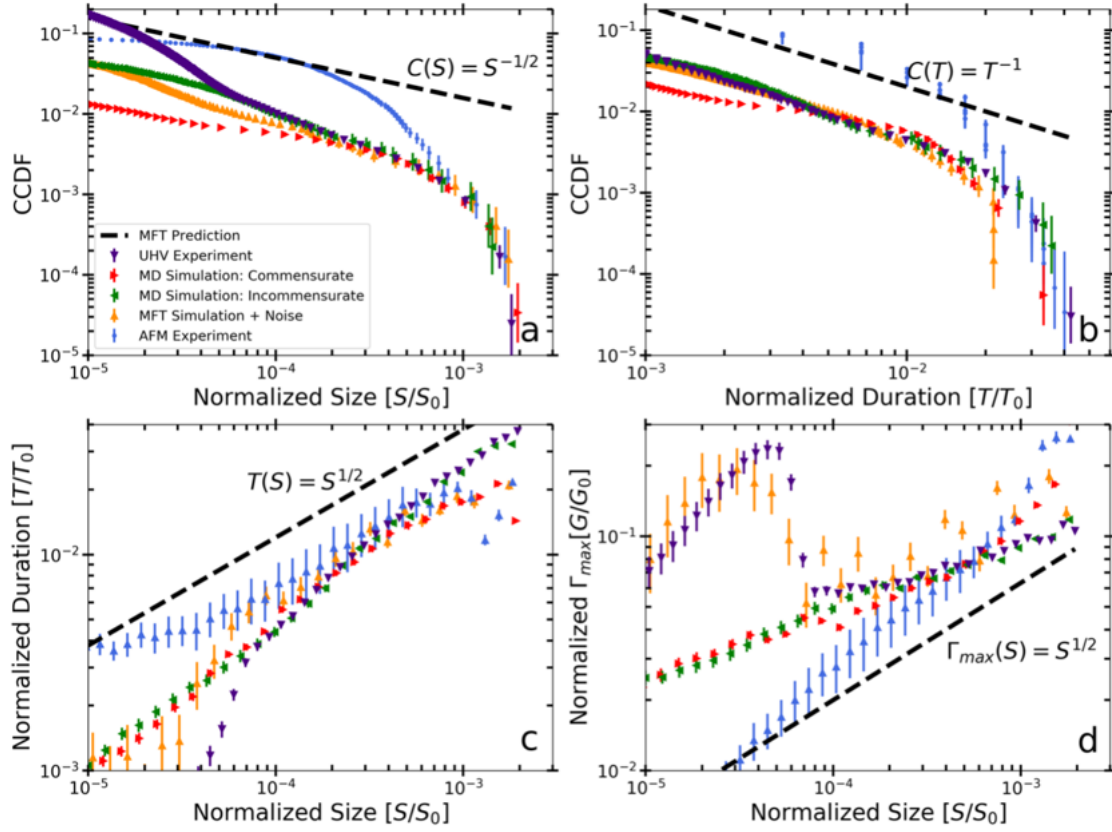 10⁻¹
10⁻²
10⁻³
10⁻⁴
10⁻⁵
CCDF
C(S) = S^{-1/2}
MFT Prediction
UHV Experiment
MD Simulation: Commensurate
MD Simulation: Incommensurate
MFT Simulation + Noise
AFM Experiment
a
10⁻⁵
10⁻⁴
10⁻³
Normalized Size [S/S₀]
10⁻¹
10⁻²
10⁻³
10⁻⁴
10⁻⁵
CCDF
C(T) = T⁻¹
b
10⁻³
10⁻²
Normalized Duration [T/T₀]
10⁻²
10⁻³
Normalized Duration [T/T₀]
T(S) = S^{1/2}
c
10⁻⁵
10⁻⁴
10⁻³
Normalized Size [S/S₀]
10⁻¹
10⁻²
Normalized Γmax[G/G₀]
Γmax(S) = S^{1/2}
d
10⁻⁵
10⁻⁴
10⁻³
Normalized Size [S/S₀]